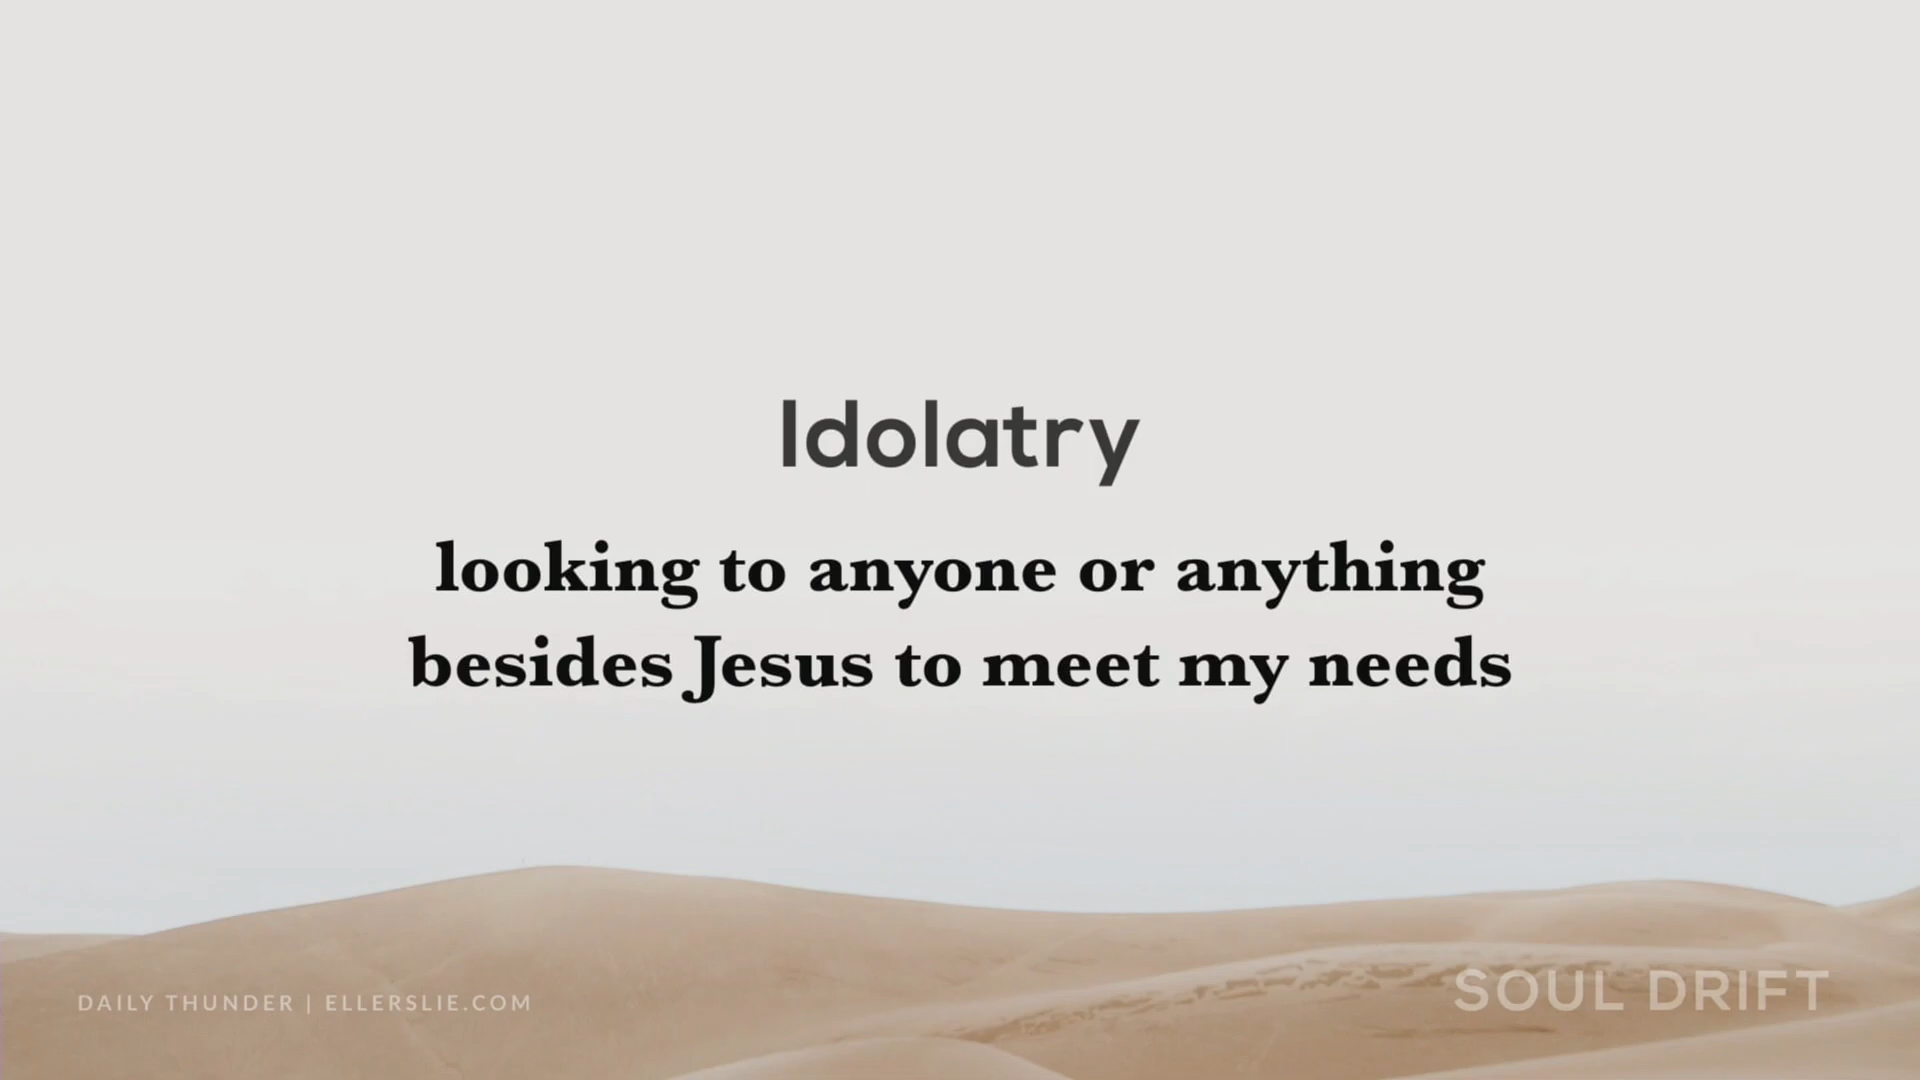 Idolatry
looking to anyone or anything
besides Jesus to meet my needs
DAILY THUNDER | ELLERSLIE.COM
SOUL DRIFT